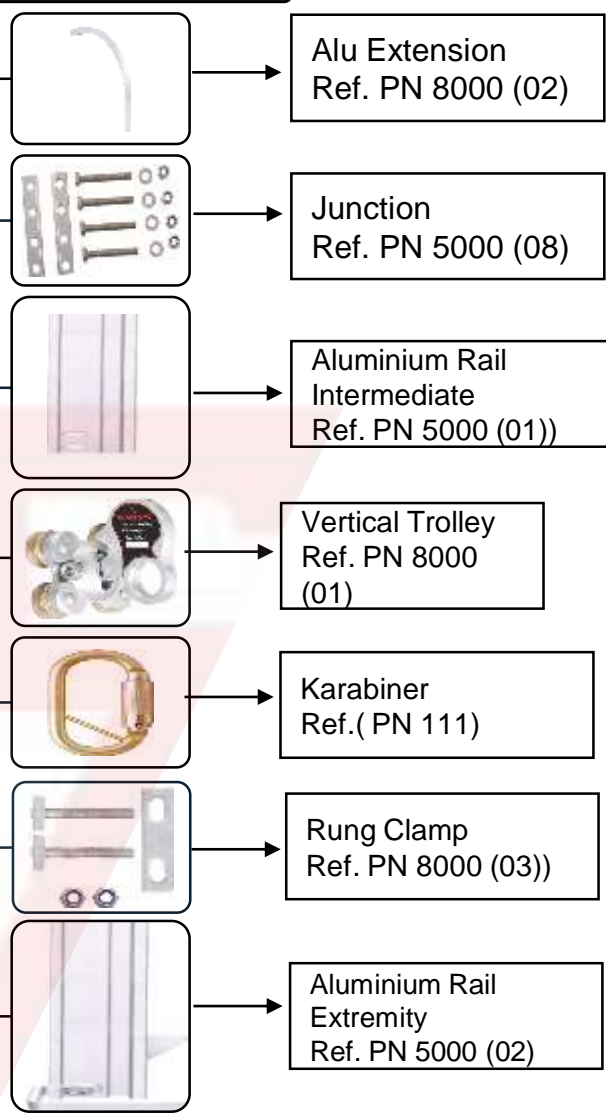 Alu Extension
Ref. PN 8000 (02)
Junction
Ref. PN 5000 (08)
Aluminium Rail
Intermediate
Ref. PN 5000 (01))
Vertical Trolley
Ref. PN 8000
(01)
Karabiner
Ref.( PN 111)
Rung Clamp
Ref. PN 8000 (03))
Aluminium Rail
Extremity
Ref. PN 5000 (02)